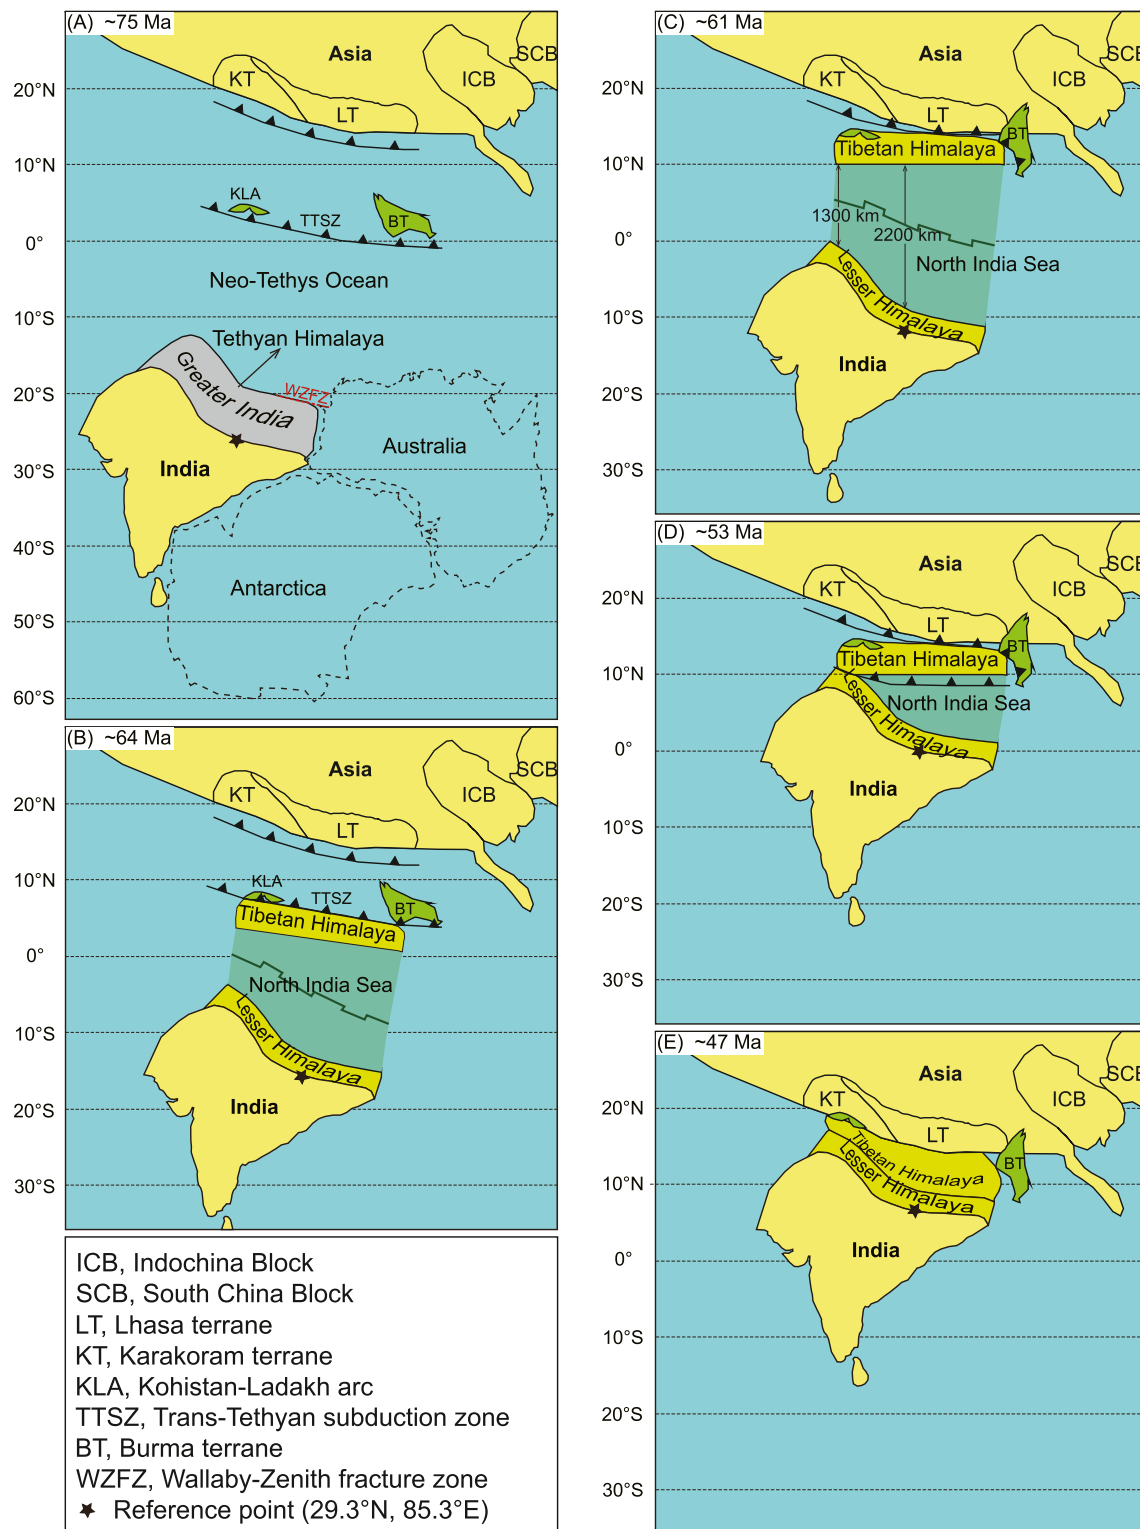 (A) ~75 Ma
Asia
SCB
KT
ICB
LT
20°N
10°N
KLA
TTSZ
BT
0°
Neo-Tethys Ocean
10°S
Tethyan Himalaya
Greater India
WZFZ
20°S
Australia
India
30°S
40°S
Antarctica
50°S
60°S
(B) ~64 Ma
Asia
SCB
KT
ICB
20°N
LT
10°N
KLA
TTSZ
BT
Tibetan Himalaya
0°
North India Sea
10°S
Lesser Himalaya
India
20°S
30°S
ICB, Indochina Block
SCB, South China Block
LT, Lhasa terrane
KT, Karakoram terrane
KLA, Kohistan-Ladakh arc
TTSZ, Trans-Tethyan subduction zone
BT, Burma terrane
WZFZ, Wallaby-Zenith fracture zone
Reference point (29.3°N, 85.3°E)
(C) ~61 Ma
Asia
SCB
KT
ICB
20°N
LT
BT
Tibetan Himalaya
10°N
1300 km
2200 km
0°
North India Sea
Lesser Himalaya
10°S
India
20°S
30°S
(D) ~53 Ma
Asia
SCB
KT
ICB
20°N
LT
BT
Tibetan Himalaya
10°N
North India Sea
Lesser Himalaya
0°
India
10°S
20°S
30°S
(E) ~47 Ma
Asia
SCB
KT
ICB
20°N
LT
Tibetan Himalaya
BT
Lesser Himalaya
10°N
India
0°
10°S
20°S
30°S